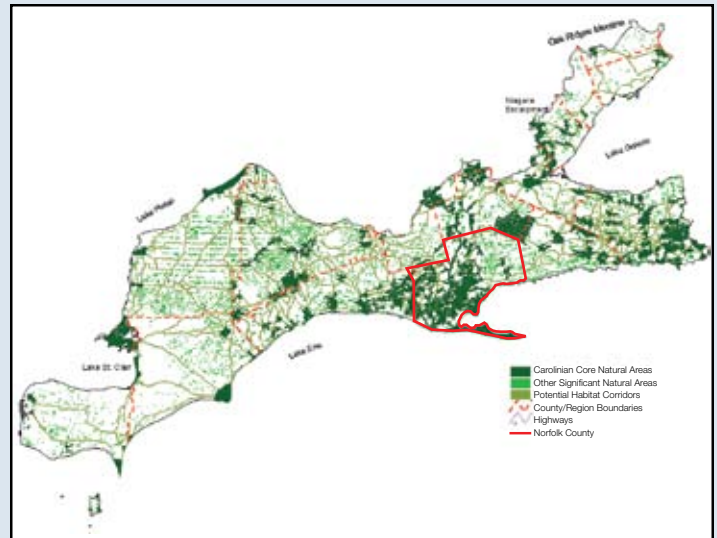 Oak Ridges Moraine
Niagara
Escarpment
Lake Ontario
Lake Huron
Lake St. Clair
Lake Erie
Carolinian Core Natural Areas
Other Significant Natural Areas
Potential Habitat Corridors
County/Region Boundaries
Highways
Norfolk County